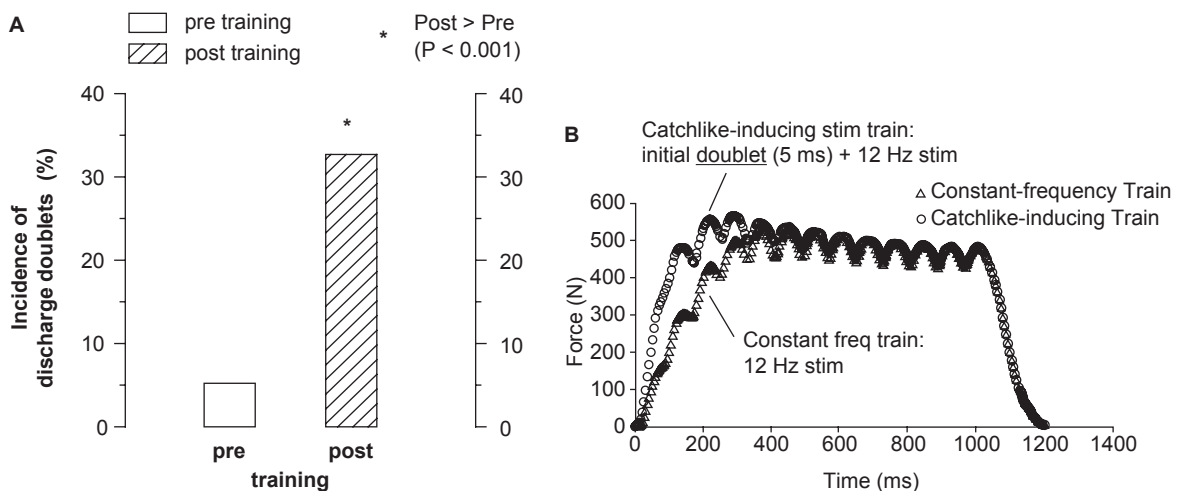 A
pre training
post training
*
Post > Pre
(P < 0.001)
Incidence of
discharge doublets (%)
40
30
20
10
0
*
40
30
20
10
0
pre
post
training
B
Catchlike-inducing stim train:
initial doublet (5 ms) + 12 Hz stim
Constant-frequency Train
Catchlike-inducing Train
Force (N)
600
500
400
300
200
100
0
Constant freq train:
12 Hz stim
0 200 400 600 800 1000 1200 1400
Time (ms)